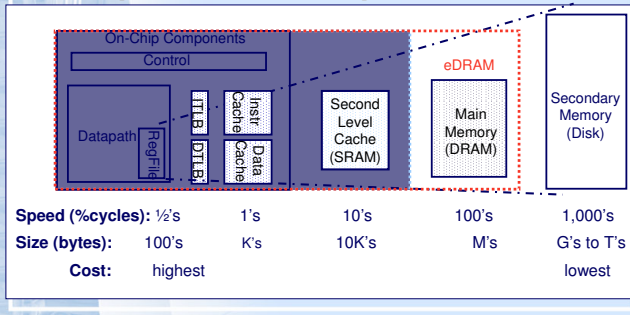 On-Chip Components
Control
eDRAM
Datapath
RegFile
ITLB
DTLB
Instr
Cache
Data
Cache
Second
Level
Cache
(SRAM)
Main
Memory
(DRAM)
Secondary
Memory
(Disk)
Speed (%cycles): ½'s 1's 10's 100's 1,000's
Size (bytes): 100's K's 10K's M's G's to T's
Cost: highest lowest